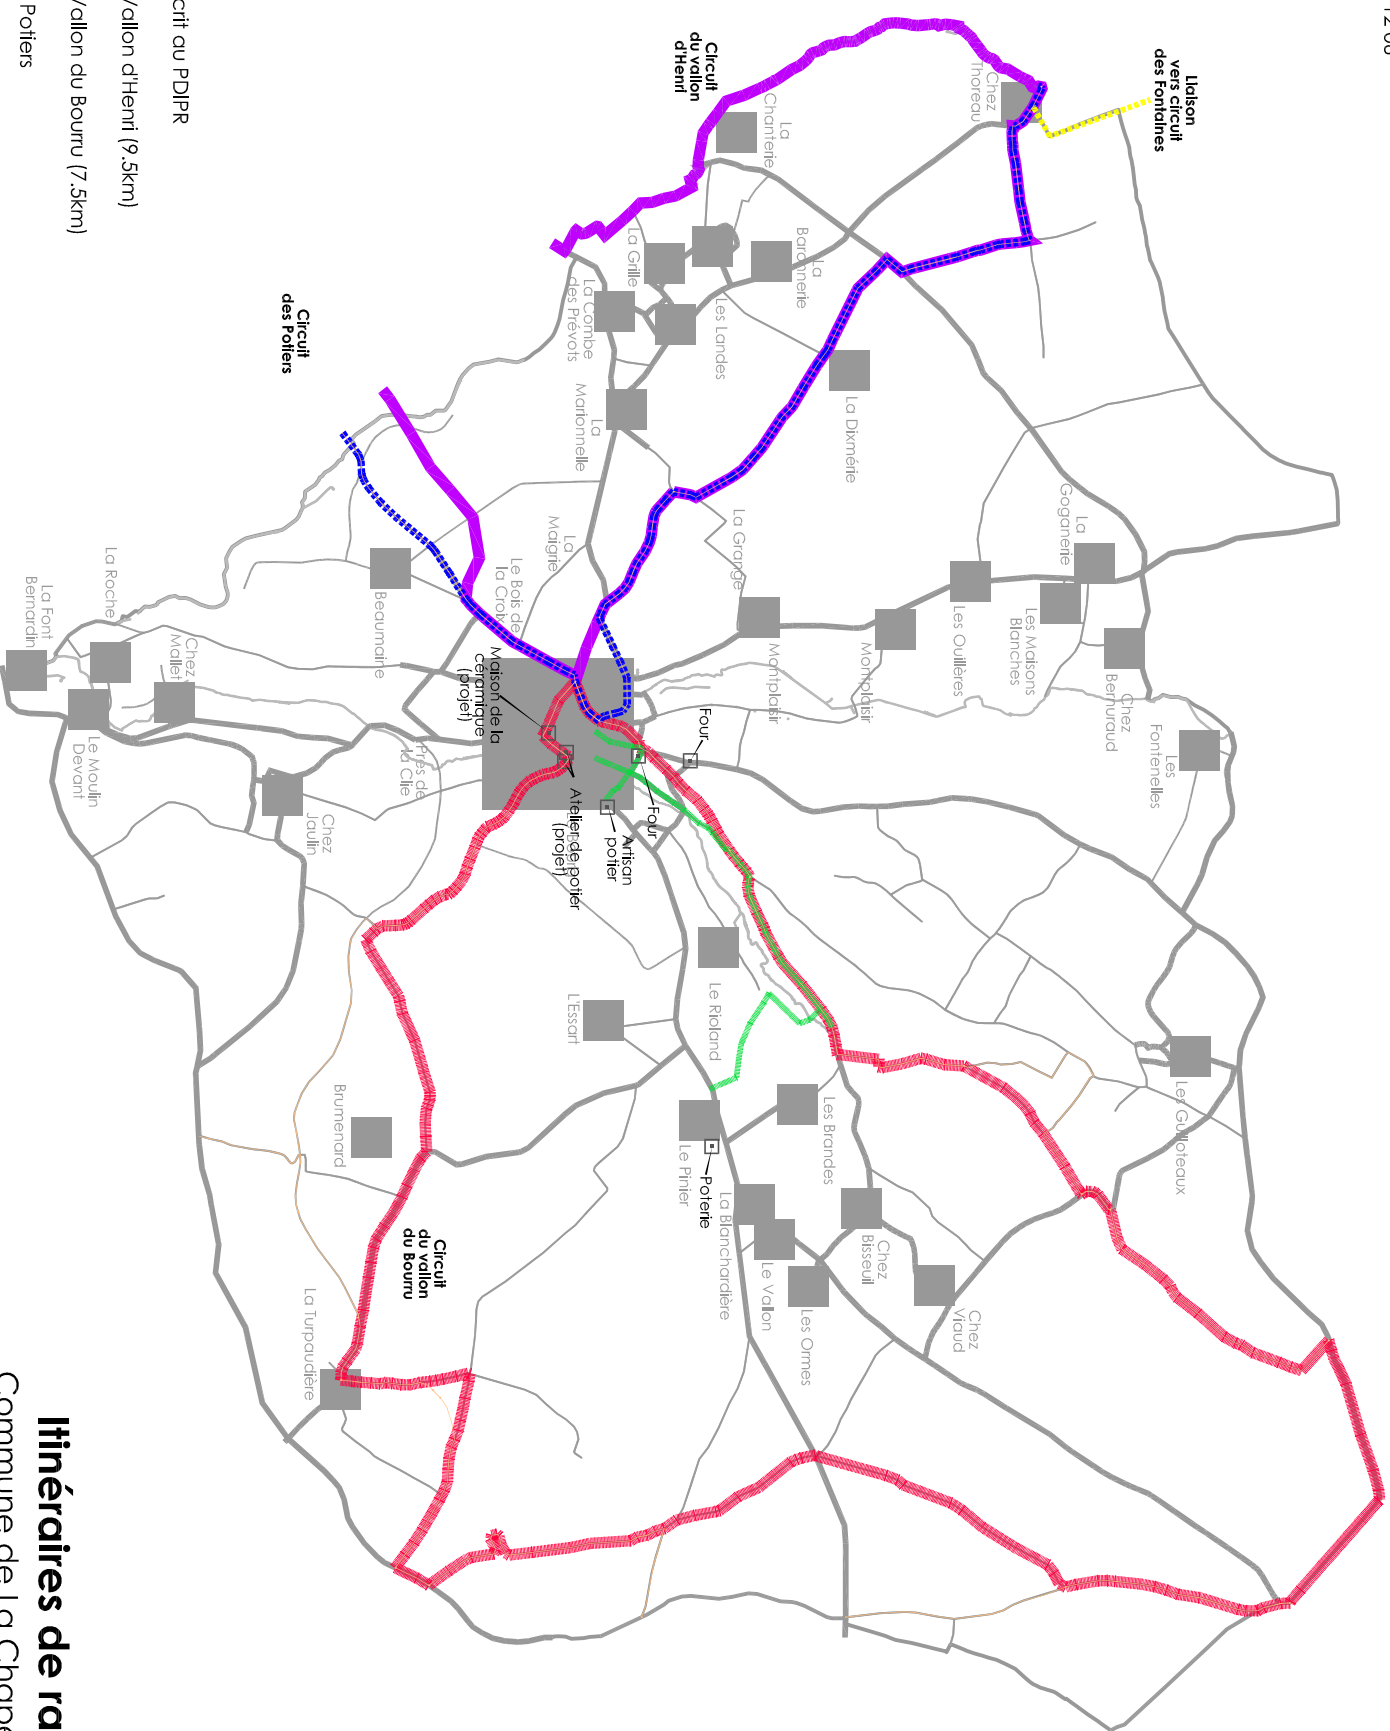 Itinéraires de ra
Commune de La Chape
crit au PDIPR
Vallon d'Henri (9.5km)
Vallon du Bourru (7.5km)
Potiers
Liaison
vers circuit
des Fontaines
Circuit
du vallon
d'Henri
Chez
Thoreau
La
Chanterie
La
Baronnerie
La Grille
Les Landes
La Combe
des Prévots
La
Marionnelle
La Dixmérie
Circuit
des Potiers
La
Goganerie
La Grange
La
Maigrie
Le Bois de
la Croix
Beaumaine
Montplaisir
Montplaisir
Les Ouillères
Les Maisons
Blanches
Chez
Bernuraud
Les
Fontenelles
La Roche
La Font
Bernardin
Chez
Mallet
Le Moulin
Devant
Chez
Jaulin
Prés de
la Clie
Maison de la
céramique
(projet)
Four
Four
Artisan
potier
Atelier de potier
(projet)
Le Rioland
L'Essart
Brumenard
Les Guilloteaux
Les Brandes
Le Pinier
Poterie
La Blanchardière
Le Vallon
Les Ormes
Chez
Bisseuil
Chez
Viaud
Circuit
du vallon
du Bourru
La Turpaudière